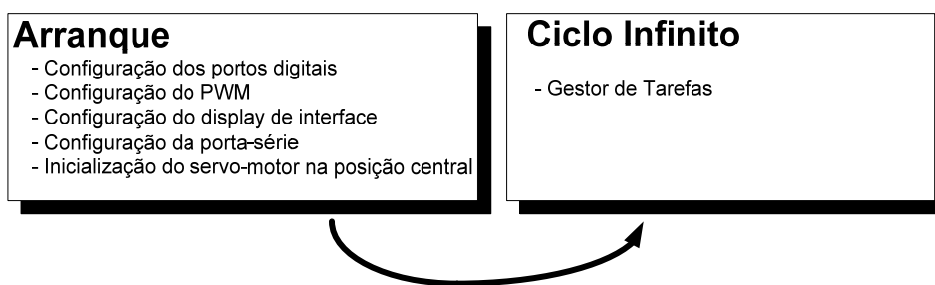 Arranque
- Configuração dos portos digitais
- Configuração do PWM
- Configuração do display de interface
- Configuração da porta-série
- Inicialização do servo-motor na posição central
Ciclo Infinito
- Gestor de Tarefas